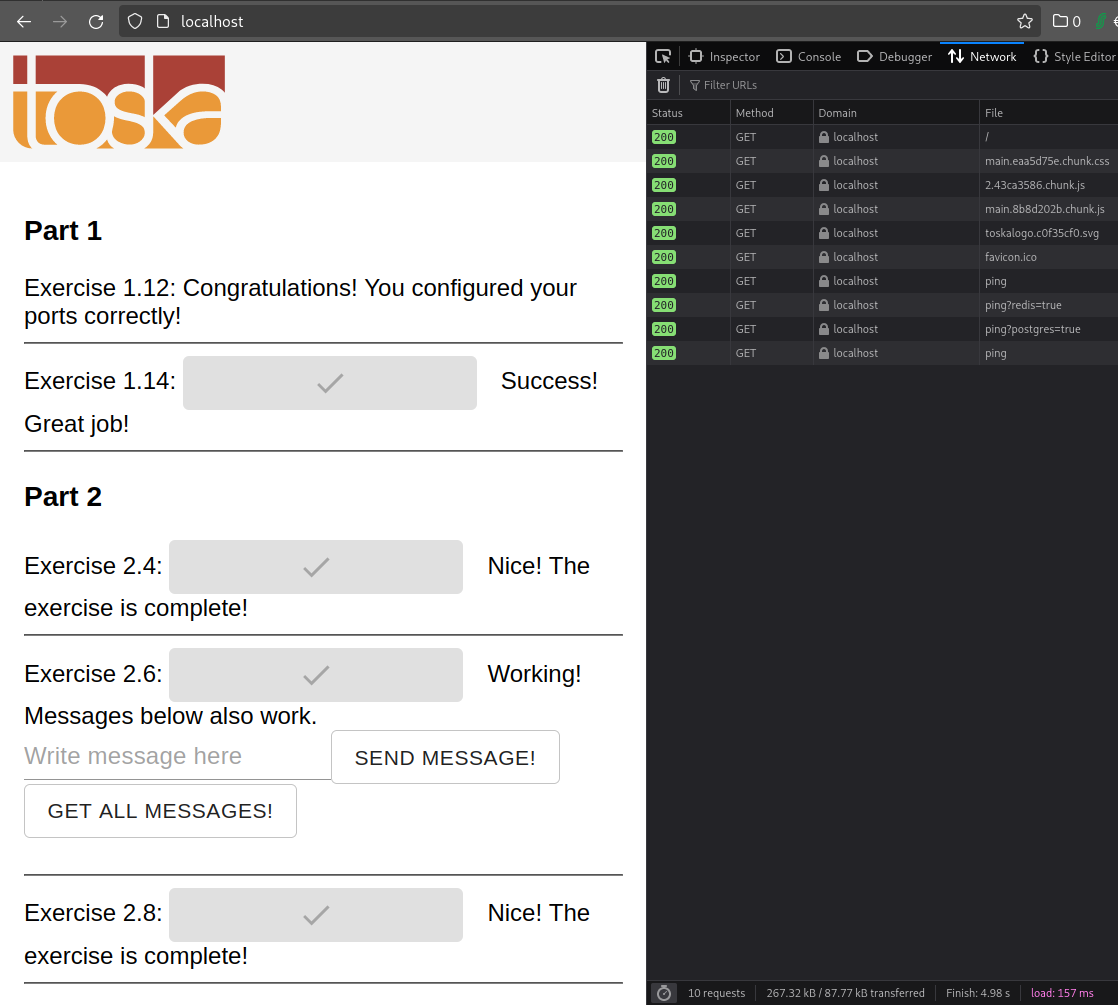 localhost
0
toska
Part 1
Exercise 1.12: Congratulations! You configured your
ports correctly!
Exercise 1.14: Success!
Great job!
Part 2
Exercise 2.4: Nice! The
exercise is complete!
Exercise 2.6: Working!
Messages below also work.
Write message here SEND MESSAGE!
GET ALL MESSAGES!
Exercise 2.8: Nice! The
exercise is complete!
Inspector Console Debugger Network Style Editor
Filter URLs
Status Method Domain File
200 GET localhost /
200 GET localhost main.eaa5d75e.chunk.css
200 GET localhost 2.43ca3586.chunk.js
200 GET localhost main.8b8d202b.chunk.js
200 GET localhost toskalogo.c0f35cf0.svg
200 GET localhost favicon.ico
200 GET localhost ping
200 GET localhost ping?redis=true
200 GET localhost ping?postgres=true
200 GET localhost ping
10 requests 267.32 kB / 87.77 kB transferred Finish: 4.98 s load: 157 ms